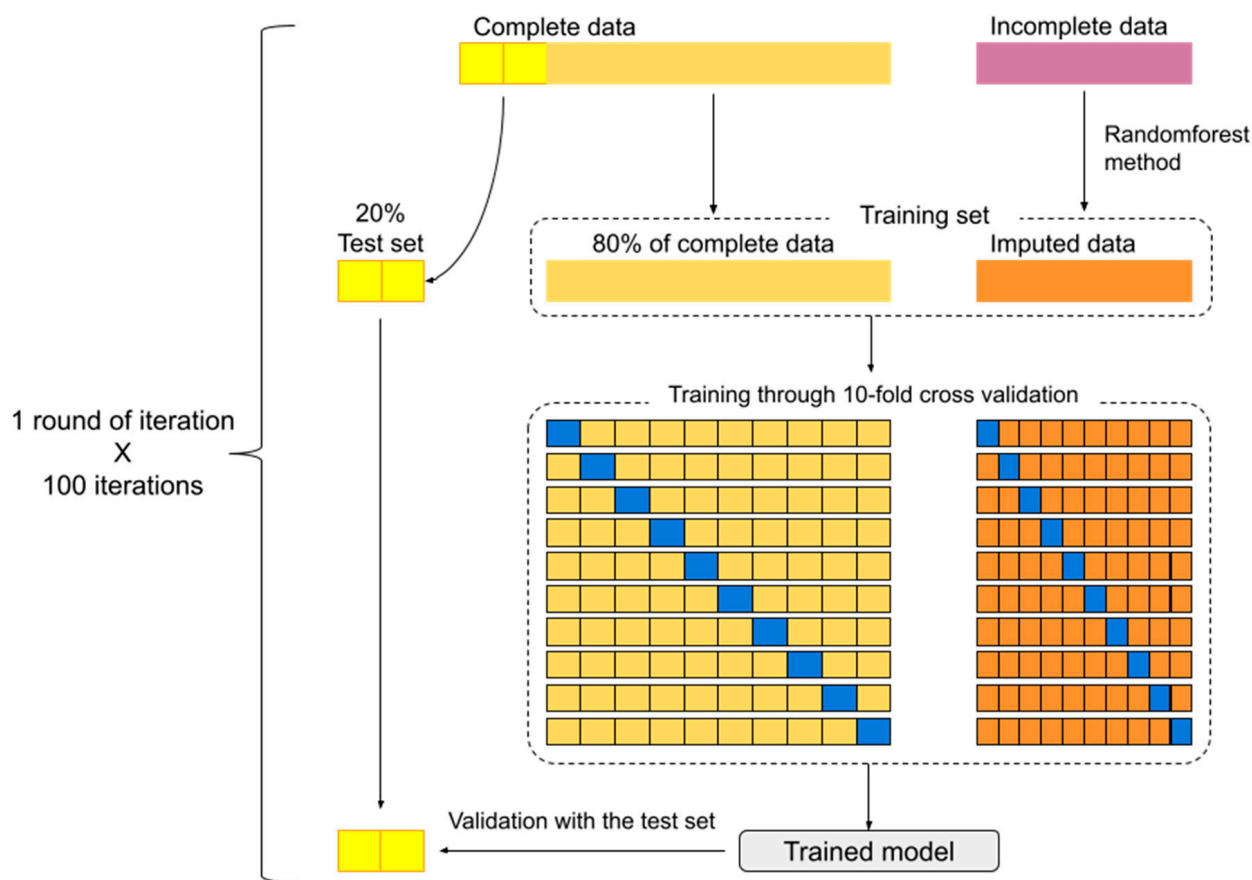 Complete data
Incomplete data
Randomforest
method
20%
Test set
Training set
80% of complete data
Imputed data
Training through 10-fold cross validation
1 round of iteration
X
100 iterations
Validation with the test set
Trained model